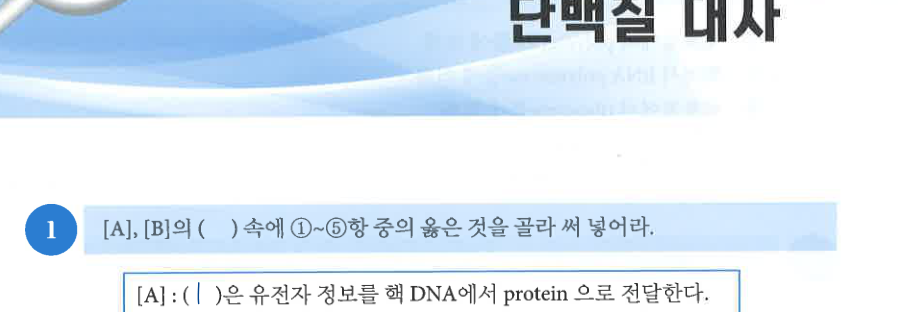 단백질 대사
1 [A], [B]의 ( ) 속에 ①~⑤항 중의 옳은 것을 골라 써 넣어라.
[A] : ( | )은 유전자 정보를 핵 DNA에서 protein 으로 전달한다.